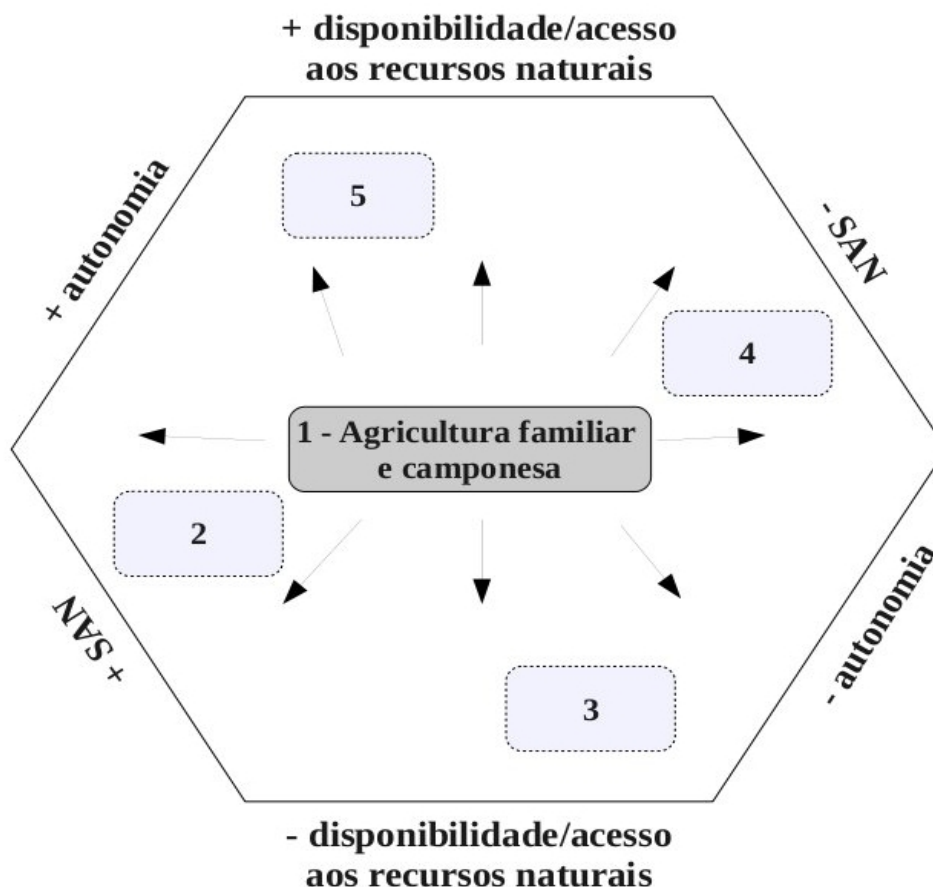 + disponibilidade/acesso
aos recursos naturais
+ autonomia
- SAN
5
4
1 - Agricultura familiar
e camponesa
2
+ SAN
- autonomia
3
- disponibilidade/acesso
aos recursos naturais